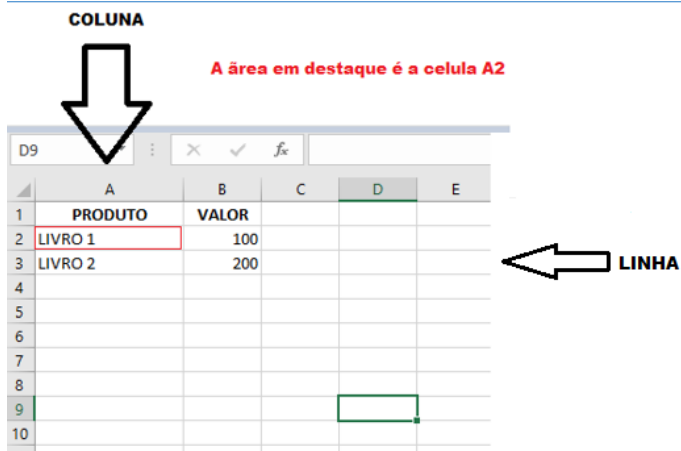 COLUNA
A ãrea em destaque é a celula A2
D9 fx
A B C D E
1 PRODUTO VALOR
2 LIVRO 1 100
3 LIVRO 2 200
LINHA
4
5
6
7
8
9
10